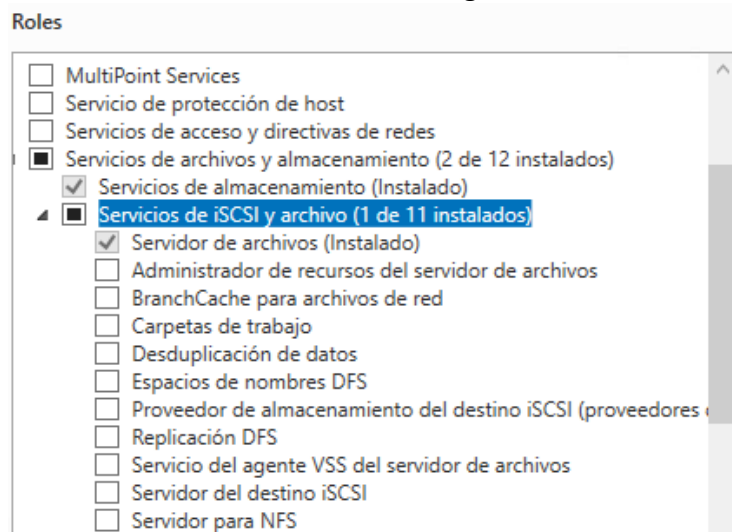 Roles
MultiPoint Services
Servicio de protección de host
Servicios de acceso y directivas de redes
Servicios de archivos y almacenamiento (2 de 12 instalados)
Servicios de almacenamiento (Instalado)
Servicios de iSCSI y archivo (1 de 11 instalados)
Servidor de archivos (Instalado)
Administrador de recursos del servidor de archivos
BranchCache para archivos de red
Carpetas de trabajo
Desduplicación de datos
Espacios de nombres DFS
Proveedor de almacenamiento del destino iSCSI (proveedores
Replicación DFS
Servicio del agente VSS del servidor de archivos
Servidor del destino iSCSI
Servidor para NFS